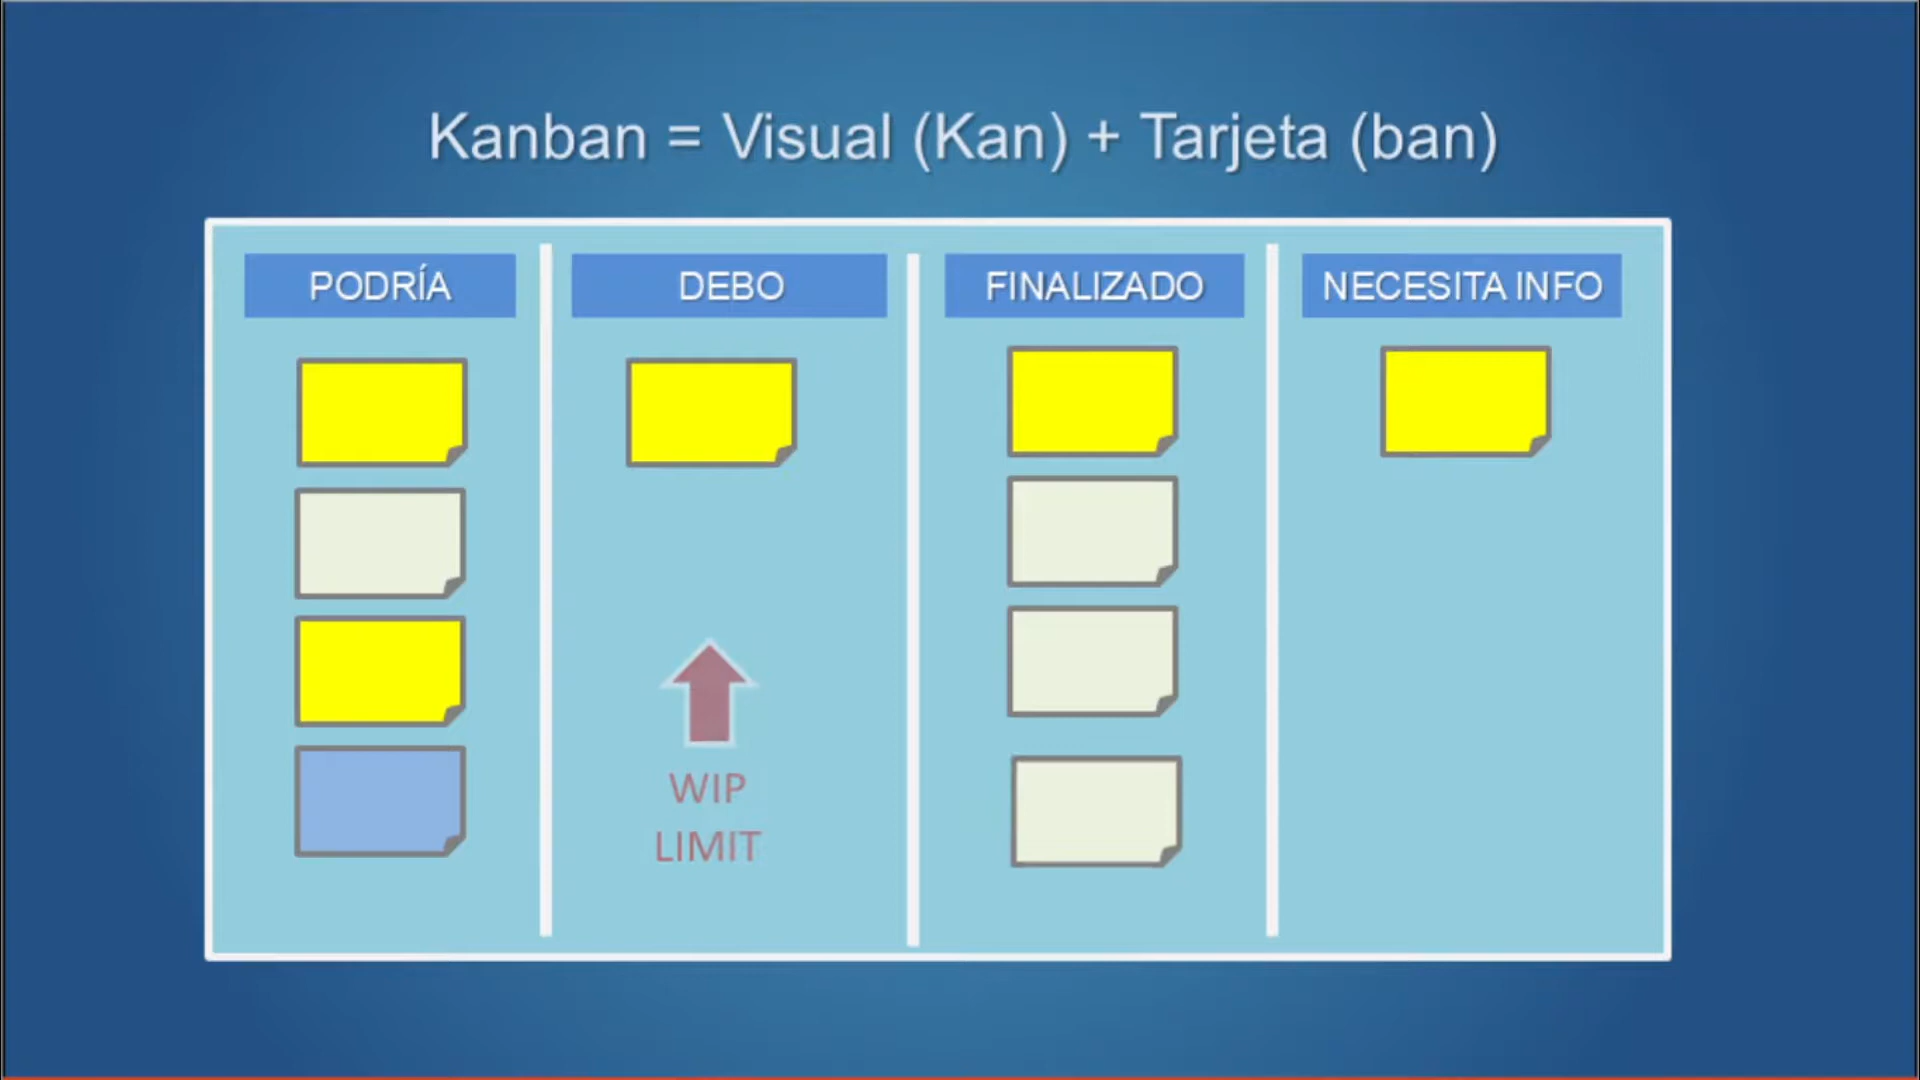 Kanban = Visual (Kan) + Tarjeta (ban)
PODRÍA
DEBO
FINALIZADO
NECESITA INFO
WIP
LIMIT